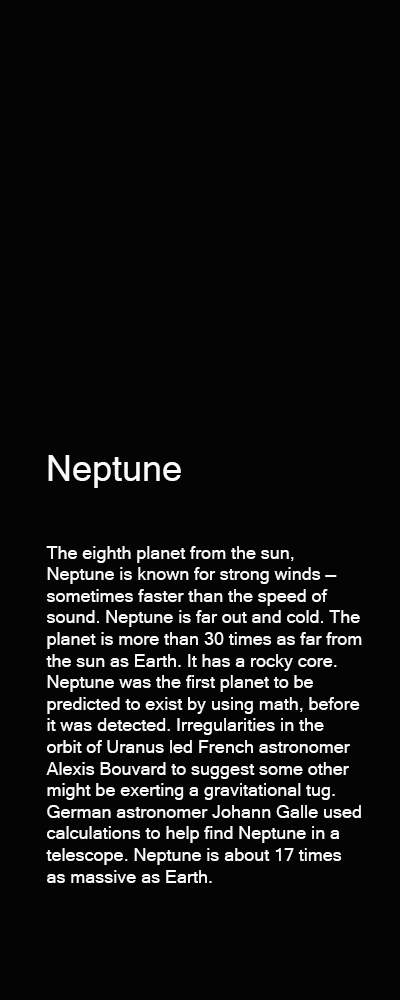 Neptune
The eighth planet from the sun,
Neptune is known for strong winds —
sometimes faster than the speed of
sound. Neptune is far out and cold. The
planet is more than 30 times as far from
the sun as Earth. It has a rocky core.
Neptune was the first planet to be
predicted to exist by using math, before
it was detected. Irregularities in the
orbit of Uranus led French astronomer
Alexis Bouvard to suggest some other
might be exerting a gravitational tug.
German astronomer Johann Galle used
calculations to help find Neptune in a
telescope. Neptune is about 17 times
as massive as Earth.